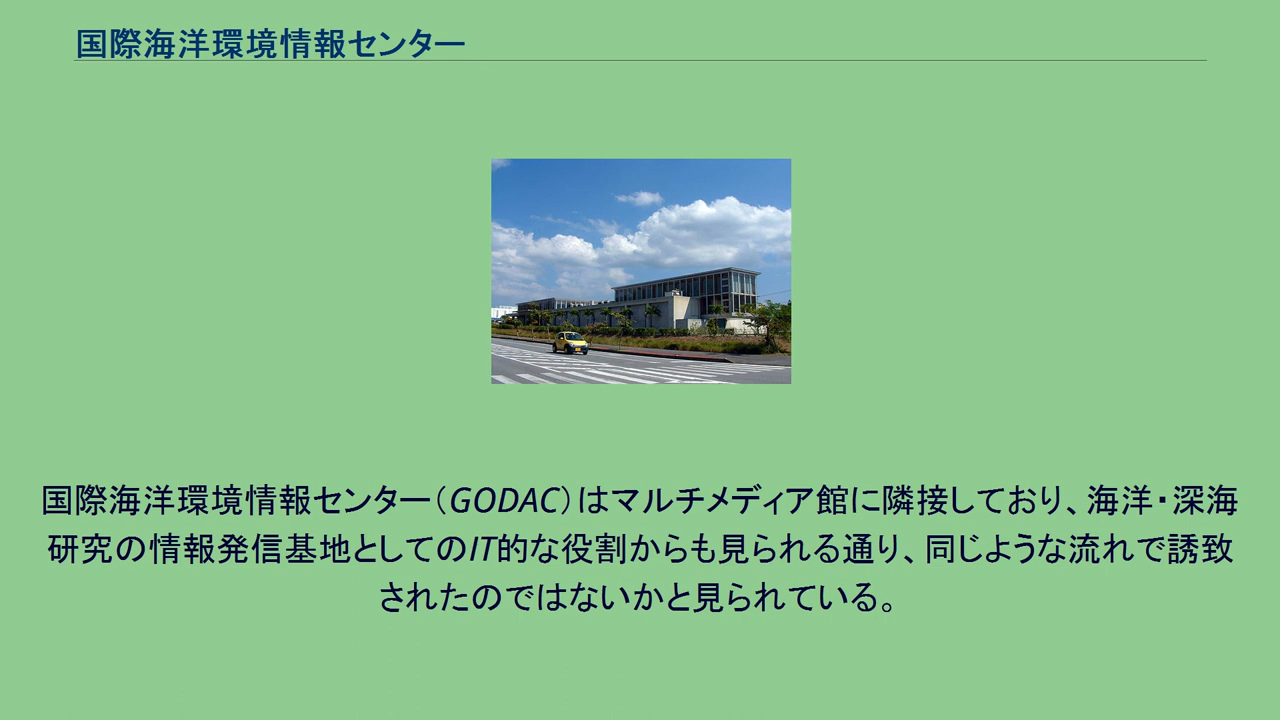 国際海洋環境情報センター
国際海洋環境情報センター(GODAC)はマルチメディア館に隣接しており、海洋・深海
研究の情報発信基地としてのIT的な役割からも見られる通り、同じような流れで誘致
されたのではないかと見られている。